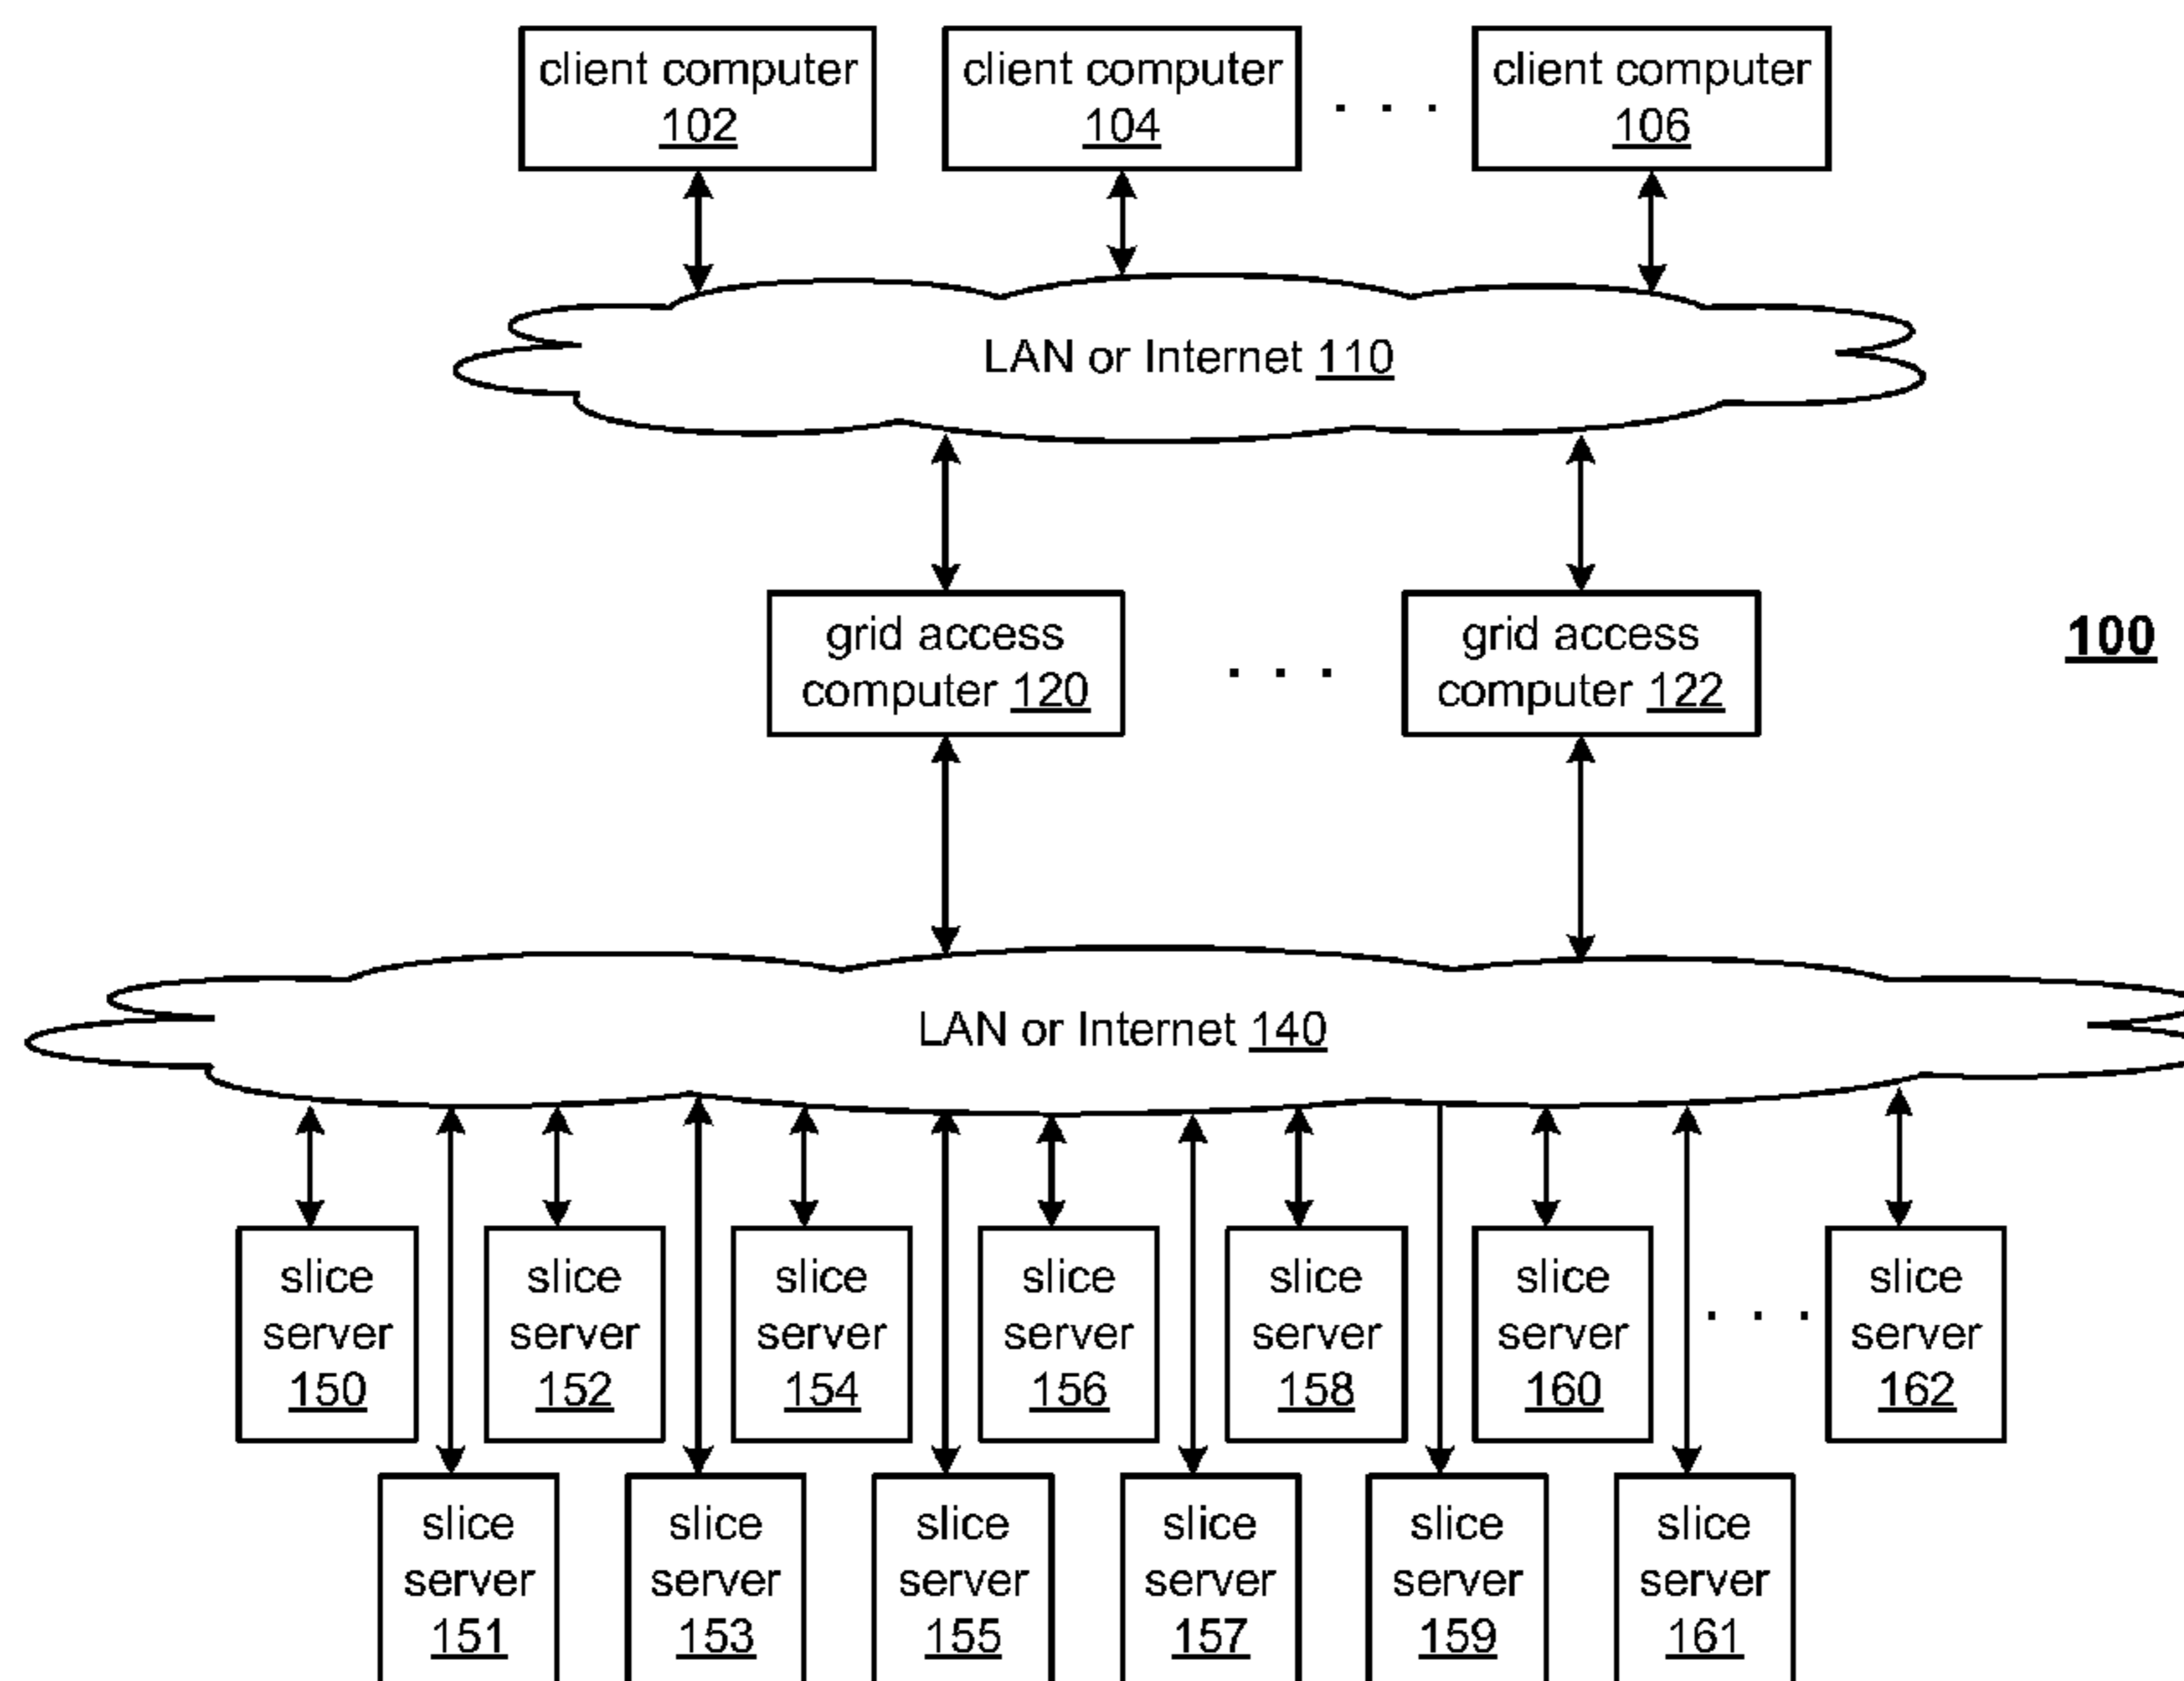 client computer
102
client computer
104
. . .
client computer
106
LAN or Internet 110
grid access
computer 120
. . .
grid access
computer 122
100
LAN or Internet 140
slice
server
150
slice
server
152
slice
server
154
slice
server
156
slice
server
158
slice
server
160
. . .
slice
server
162
slice
server
151
slice
server
153
slice
server
155
slice
server
157
slice
server
159
slice
server
161